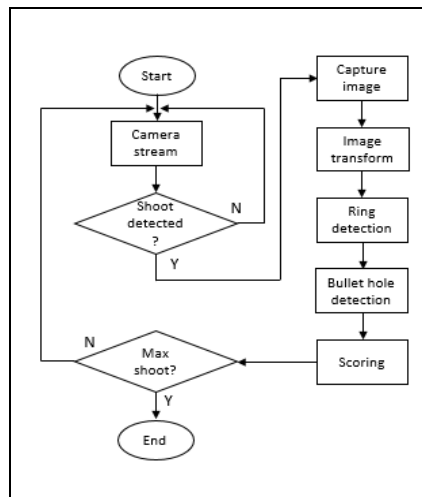 Start
Camera
stream
Shoot
detected
?
N
Y
Capture
image
Image
transform
Ring
detection
Bullet hole
detection
Scoring
Max
shoot?
N
Y
End